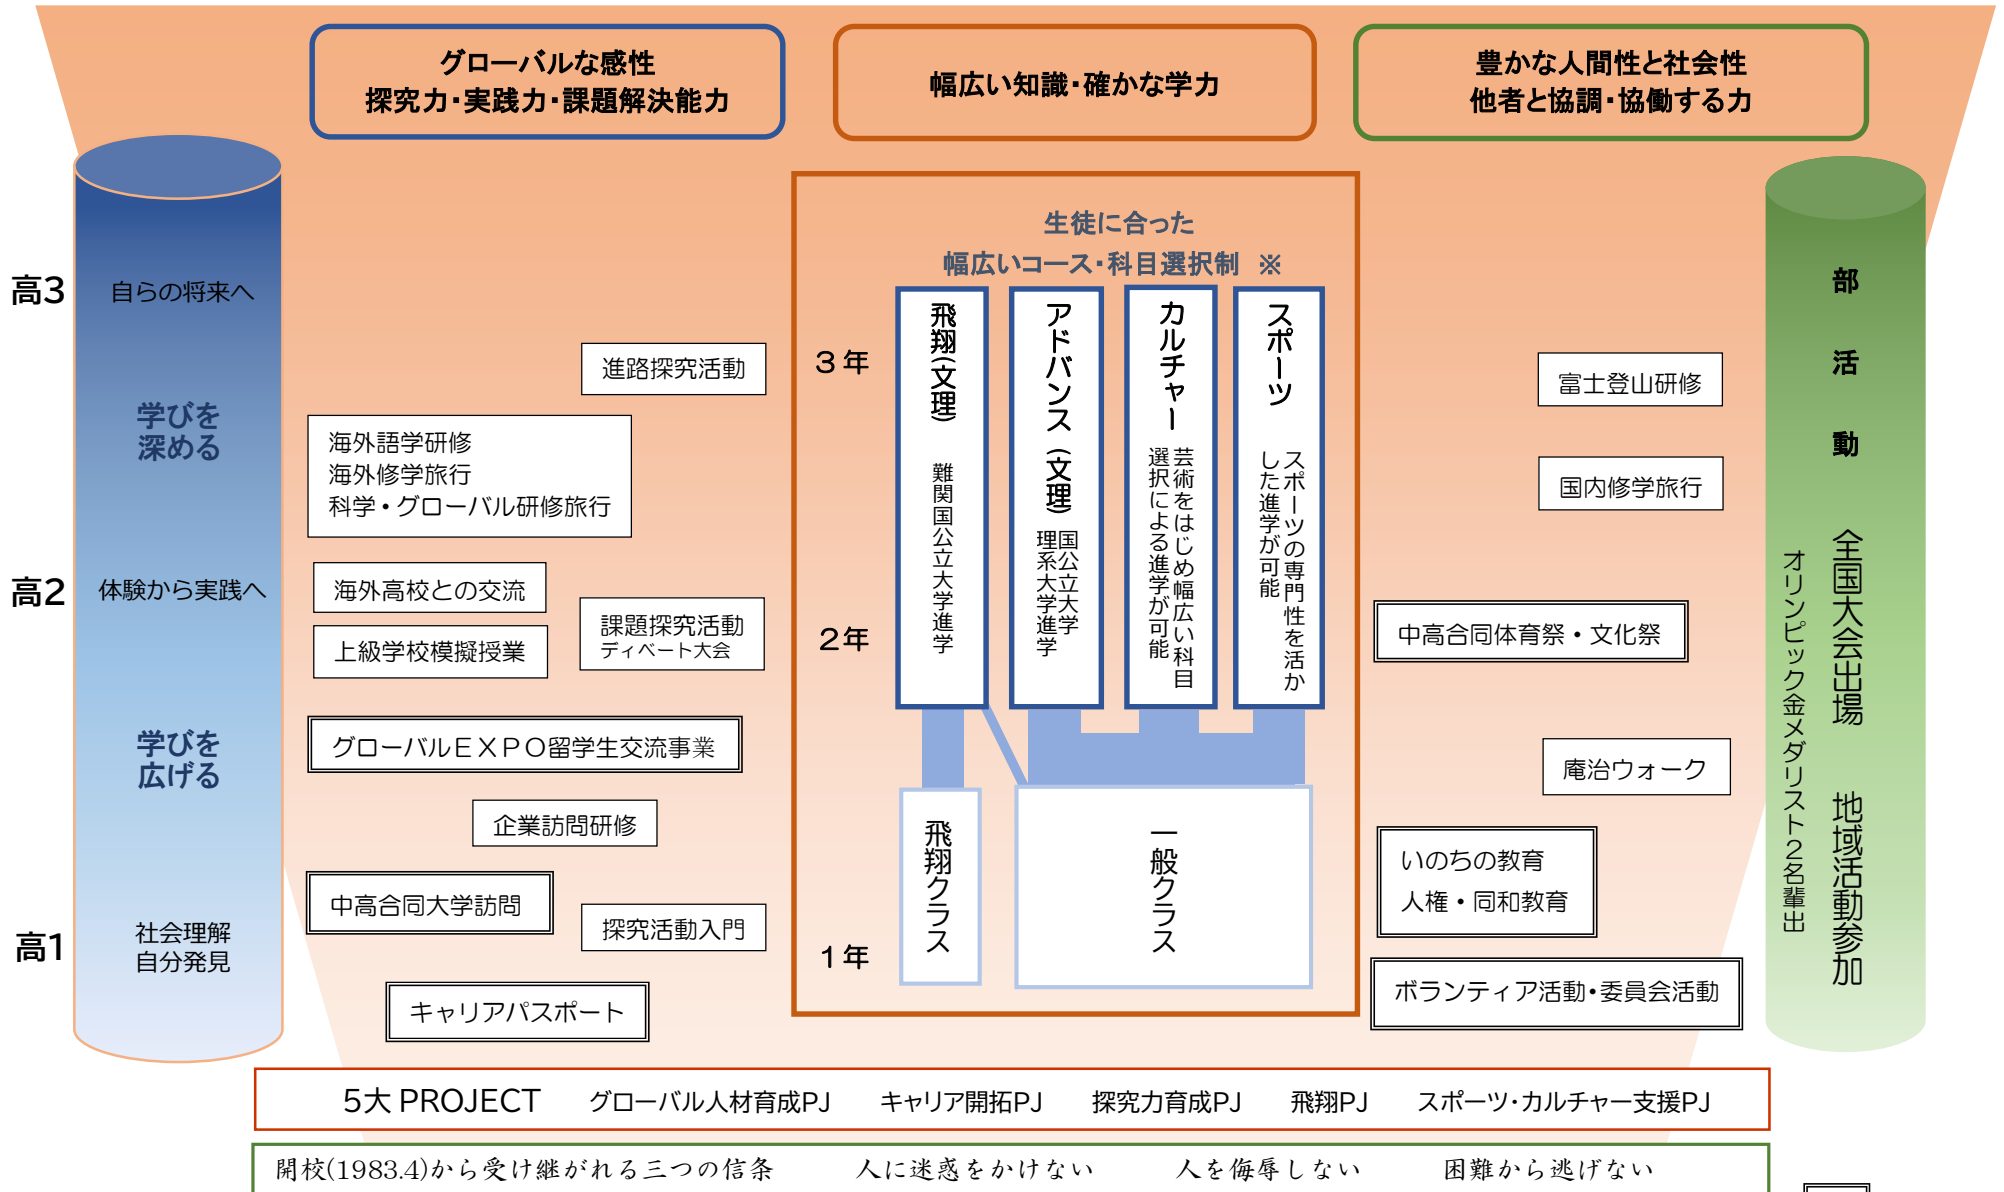 グローバルな感性
探究力・実践力・課題解決能力
幅広い知識・確かな学力
豊かな人間性と社会性
他者と協調・協働する力
高3
自らの将来へ
学びを
深める
高2
体験から実践へ
学びを
広げる
高1
社会理解
自分発見
進路探究活動
海外語学研修
海外修学旅行
科学・グローバル研修旅行
海外高校との交流
上級学校模擬授業
課題探究活動
ディベート大会
グローバルEXPO留学生交流事業
企業訪問研修
中高合同大学訪問
探究活動入門
キャリアパスポート
生徒に合った
幅広いコース・科目選択制 ※
3年
2年
1年
飛翔(文理) 難関国公立大学進学
アドバンス(文理) 国公立大学
理系大学進学
カルチャー 芸術をはじめ幅広い科目
選択による進学が可能
スポーツ スポーツの専門性を活か
した進学が可能
飛翔クラス
一般クラス
富士登山研修
国内修学旅行
中高合同体育祭・文化祭
庵治ウォーク
いのちの教育
人権・同和教育
ボランティア活動・委員会活動
部活動 全国大会出場 地域活動参加
オリンピック金メダリスト2名輩出
5大 PROJECT グローバル人材育成PJ キャリア開拓PJ 探究力育成PJ 飛翔PJ スポーツ・カルチャー支援PJ
開校(1983.4)から受け継がれる三つの信条 人に迷惑をかけない 人を侮辱しない 困難から逃げない